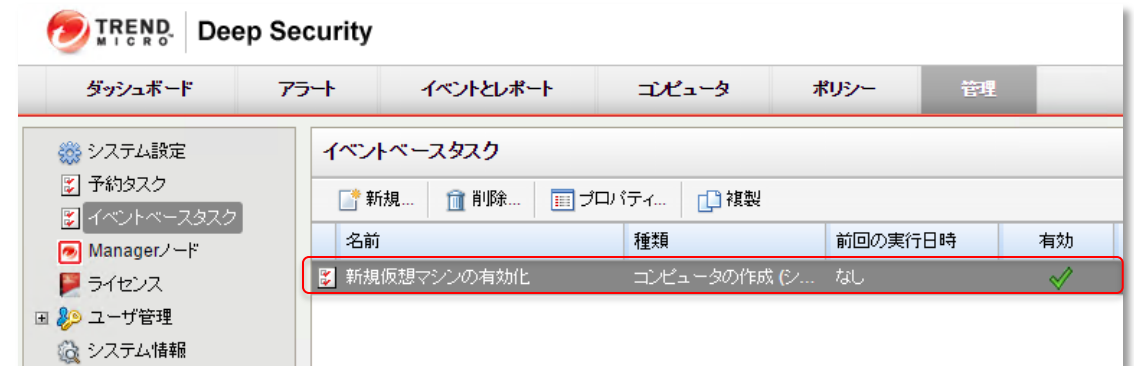 TREND MICRO Deep Security
ダッシュボード アラート イベントとレポート コンピュータ ポリシー 管理
システム設定
予約タスク
イベントベースタスク
Managerノード
ライセンス
ユーザ管理
システム情報
イベントベースタスク
新規... 削除... プロパティ... 複製
名前 種類 前回の実行日時 有効
新規仮想マシンの有効化 コンピュータの作成 (シ... なし